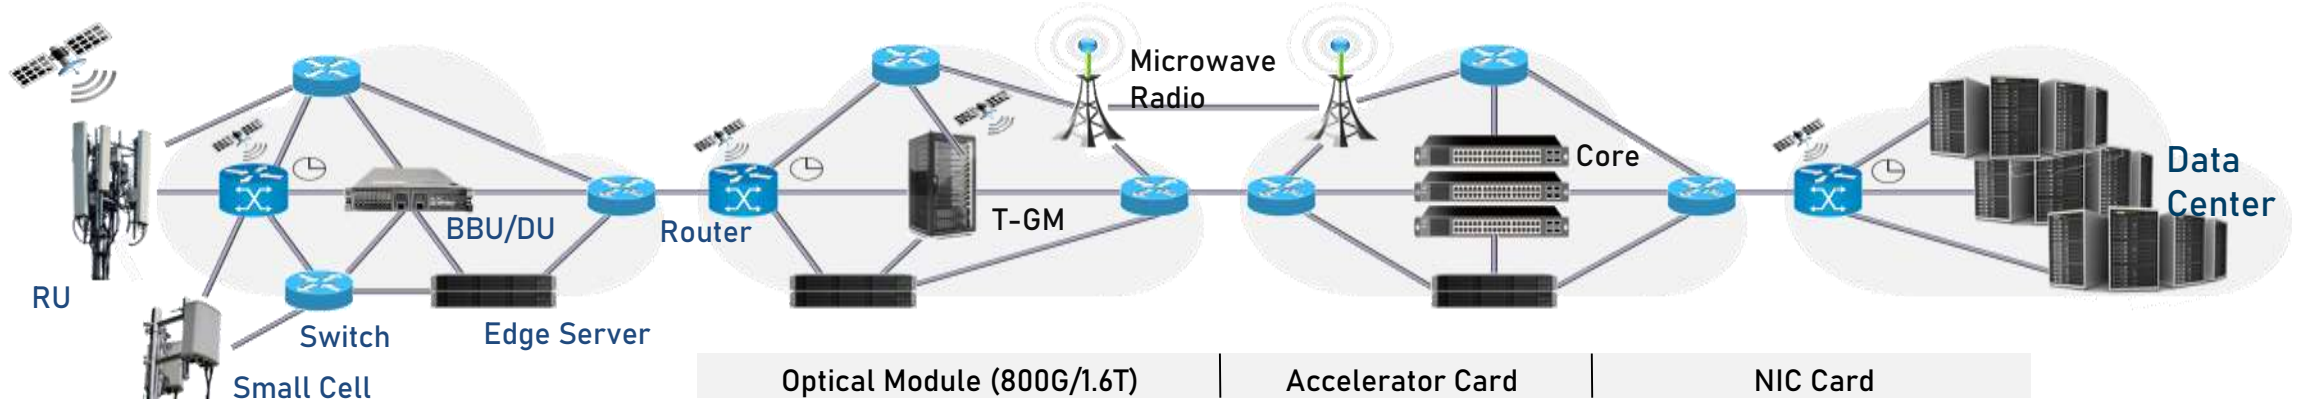 Microwave
Radio
Core
Data
Center
BBU/DU
Router
T-GM
RU
Switch
Edge Server
Small Cell
Optical Module (800G/1.6T)
Accelerator Card
NIC Card